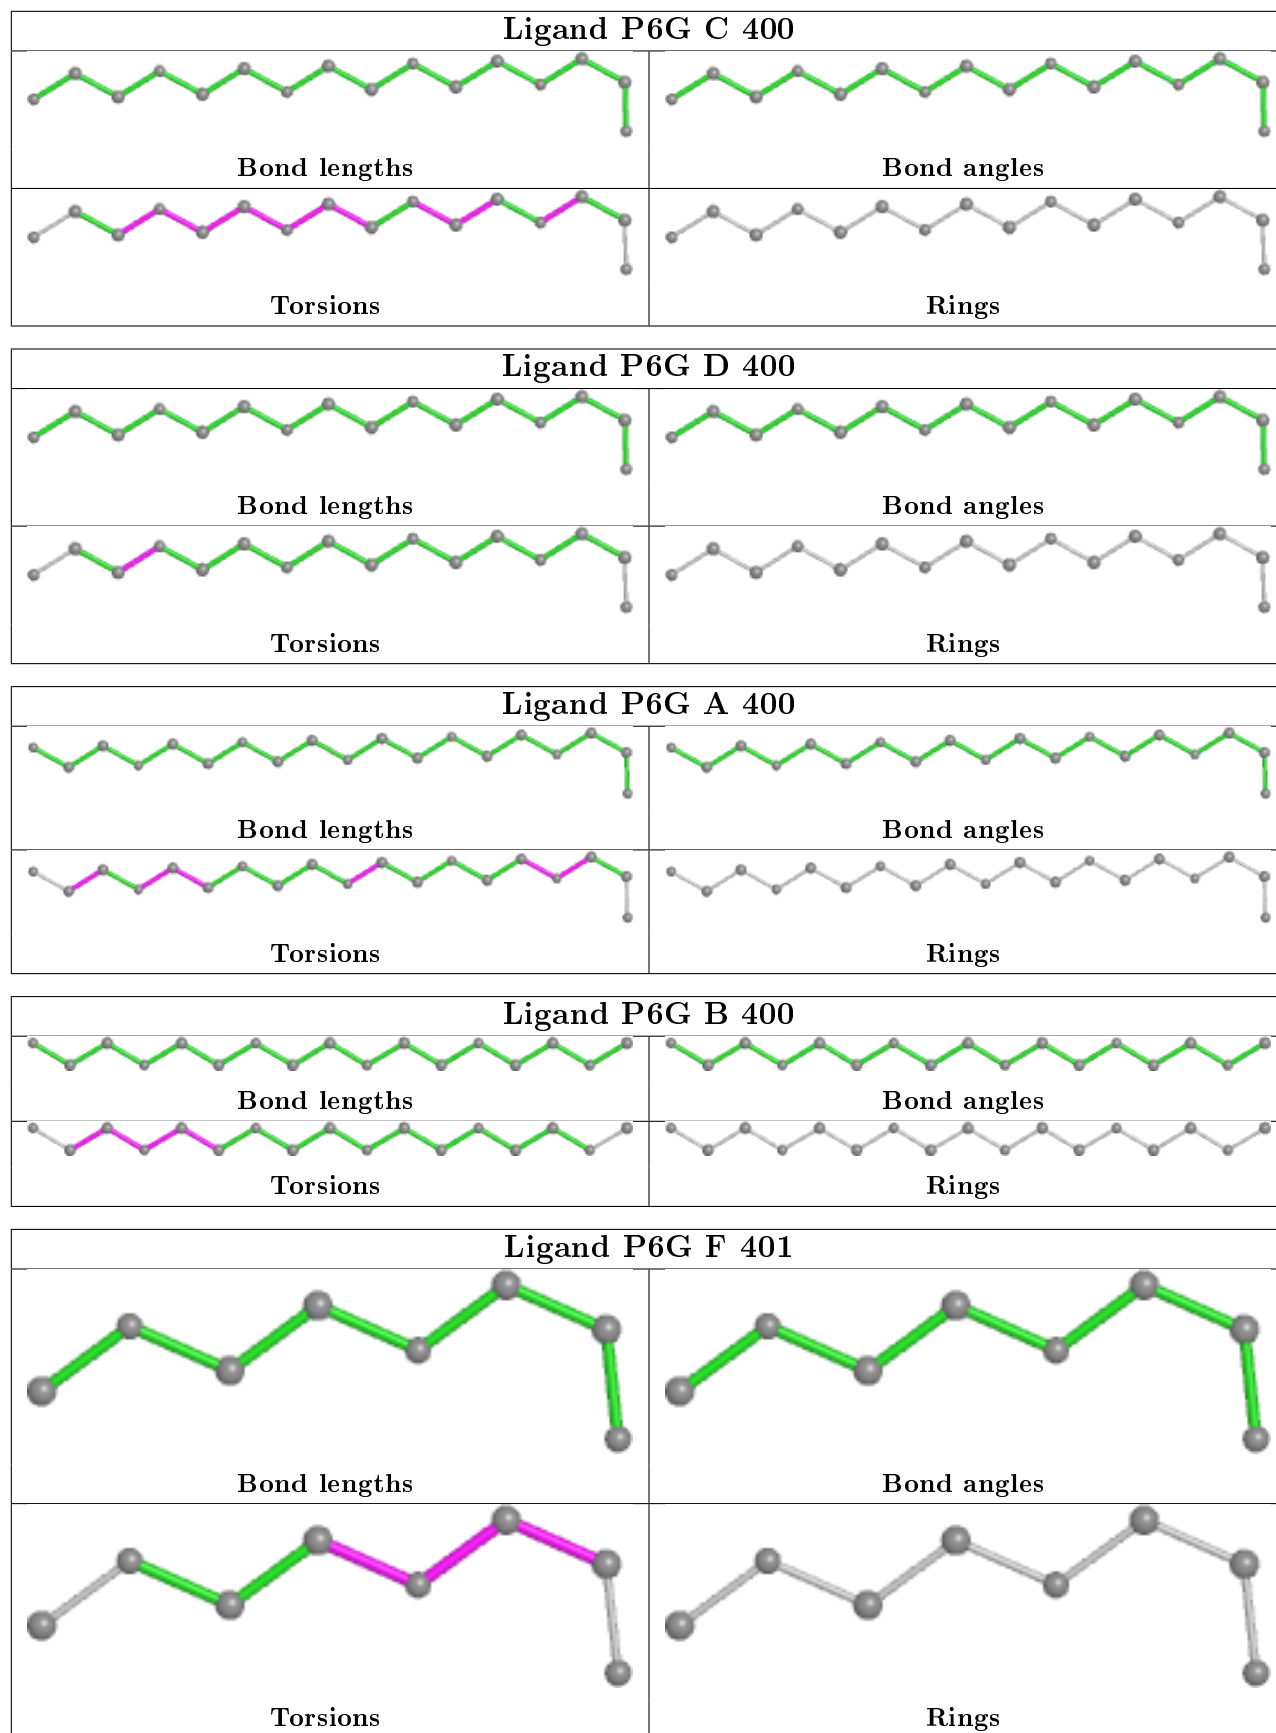 Ligand P6G C 400
Bond lengths
Bond angles
Torsions
Rings
Ligand P6G D 400
Bond lengths
Bond angles
Torsions
Rings
Ligand P6G A 400
Bond lengths
Bond angles
Torsions
Rings
Ligand P6G B 400
Bond lengths
Bond angles
Torsions
Rings
Ligand P6G F 401
Bond lengths
Bond angles
Torsions
Rings